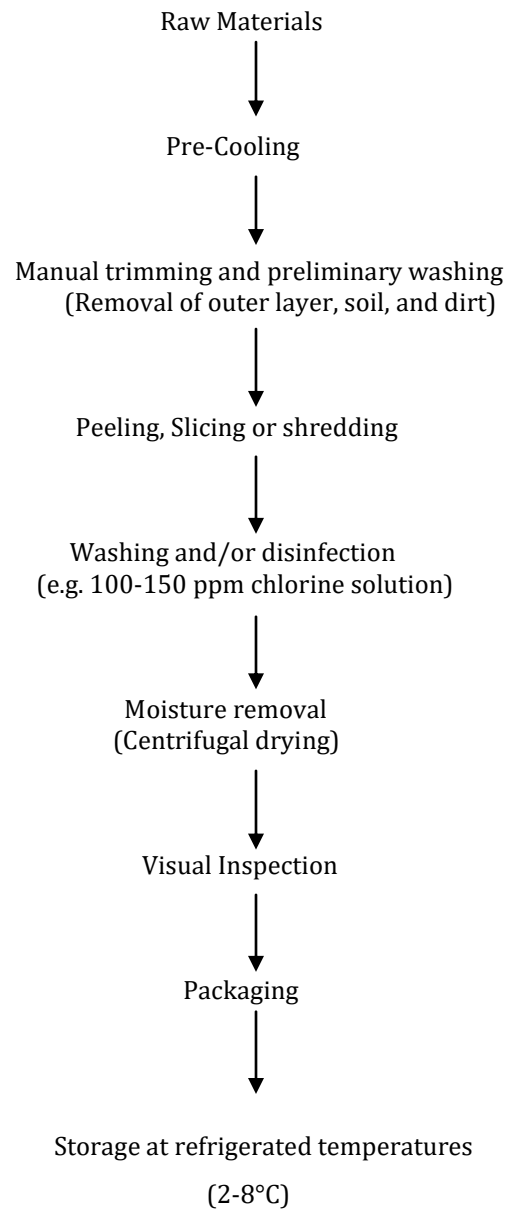 Raw Materials
Pre-Cooling
Manual trimming and preliminary washing
(Removal of outer layer, soil, and dirt)
Peeling, Slicing or shredding
Washing and/or disinfection
(e.g. 100-150 ppm chlorine solution)
Moisture removal
(Centrifugal drying)
Visual Inspection
Packaging
Storage at refrigerated temperatures
(2-8°C)